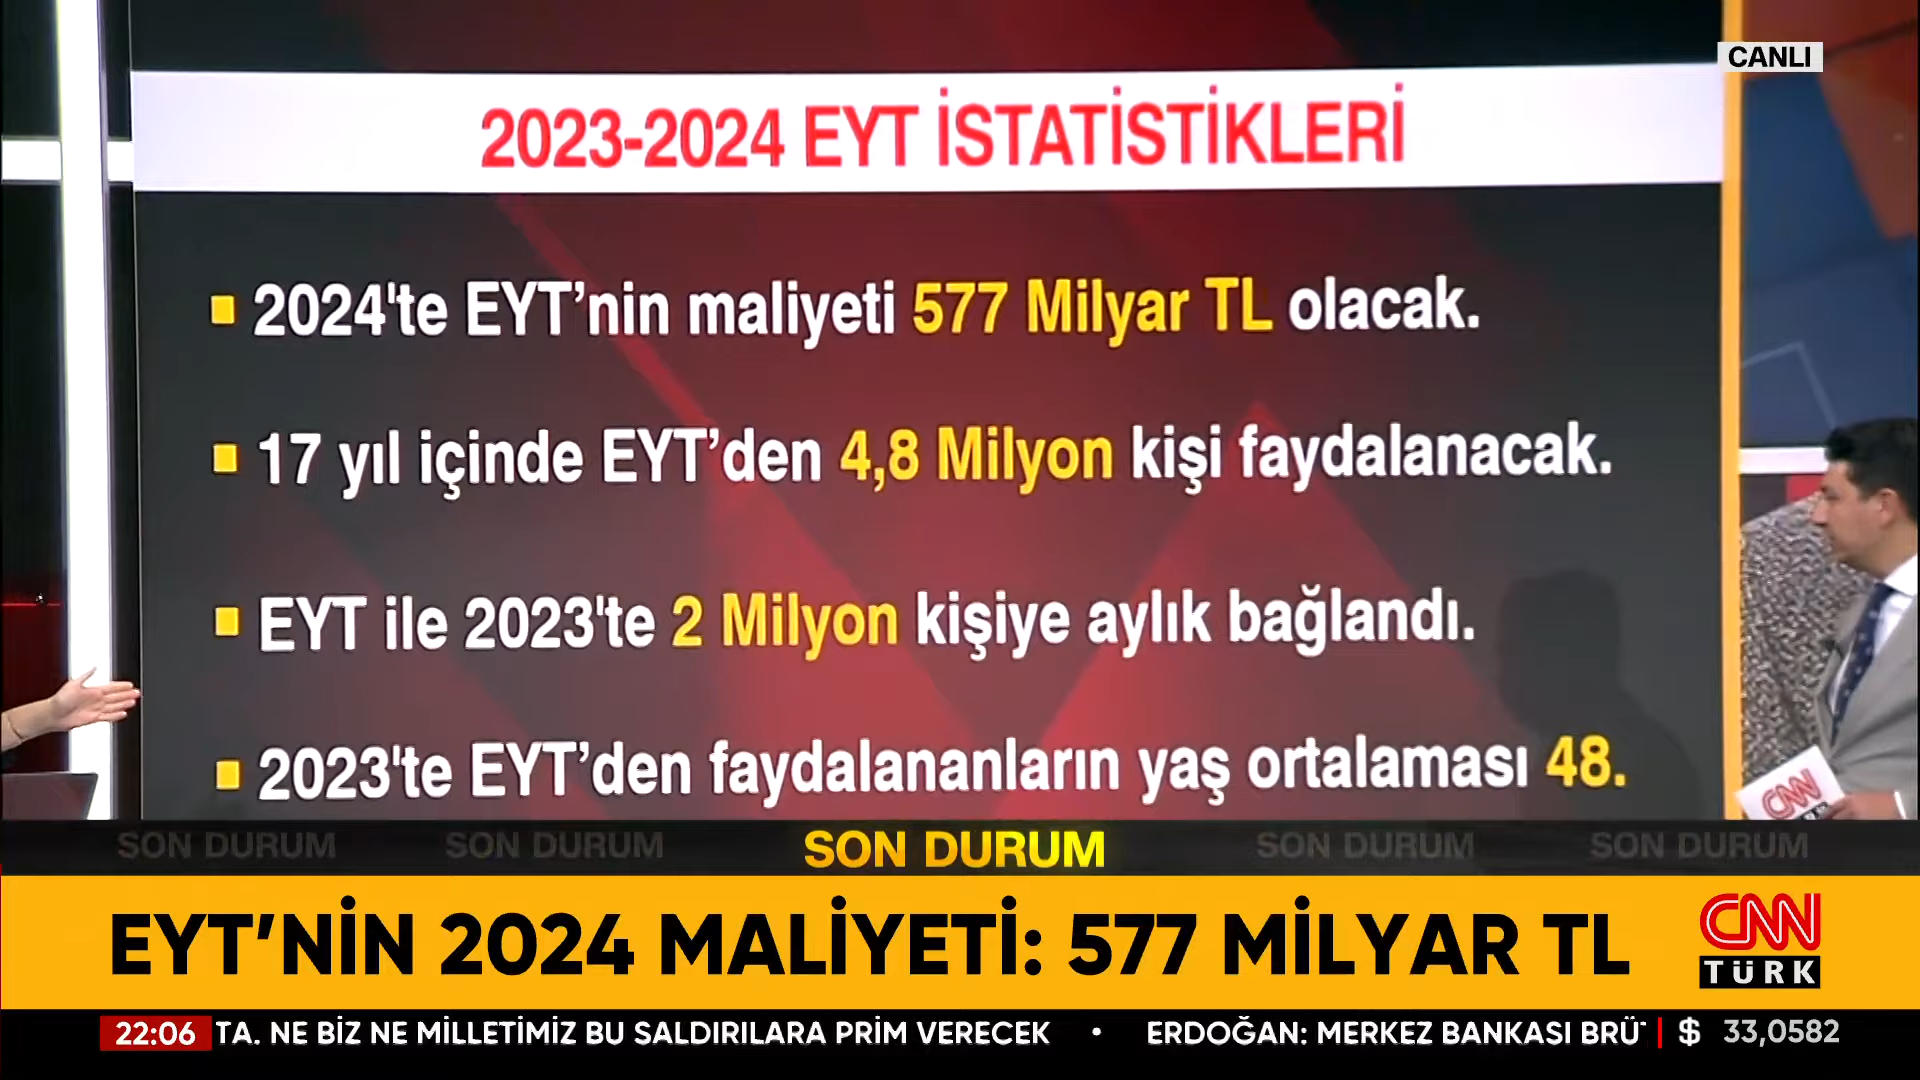 CANLI
2023-2024 EYT İSTATİSTİKLERİ
2024'te EYT’nin maliyeti 577 Milyar TL olacak.
17 yıl içinde EYT’den 4,8 Milyon kişi faydalanacak.
EYT ile 2023'te 2 Milyon kişiye aylık bağlandı.
2023'te EYT’den faydalananların yaş ortalaması 48.
CNN
SON DURUM SON DURUM SON DURUM SON DURUM SON DURUM
EYT’NİN 2024 MALİYETİ: 577 MİLYAR TL
CNN
TÜRK
22:06 TA. NE BİZ NE MİLLETİMİZ BU SALDIRILARA PRİM VERECEK • ERDOĞAN: MERKEZ BANKASI BRÜT $ 33,0582